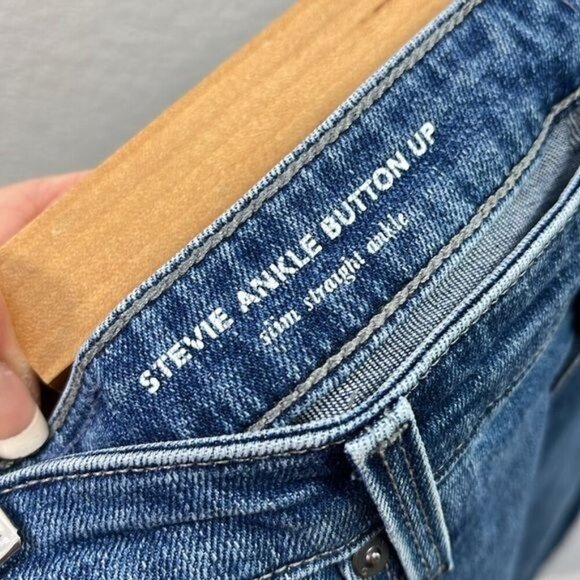 STEVIE ANKLE BUTTON UP
slim straight ankle